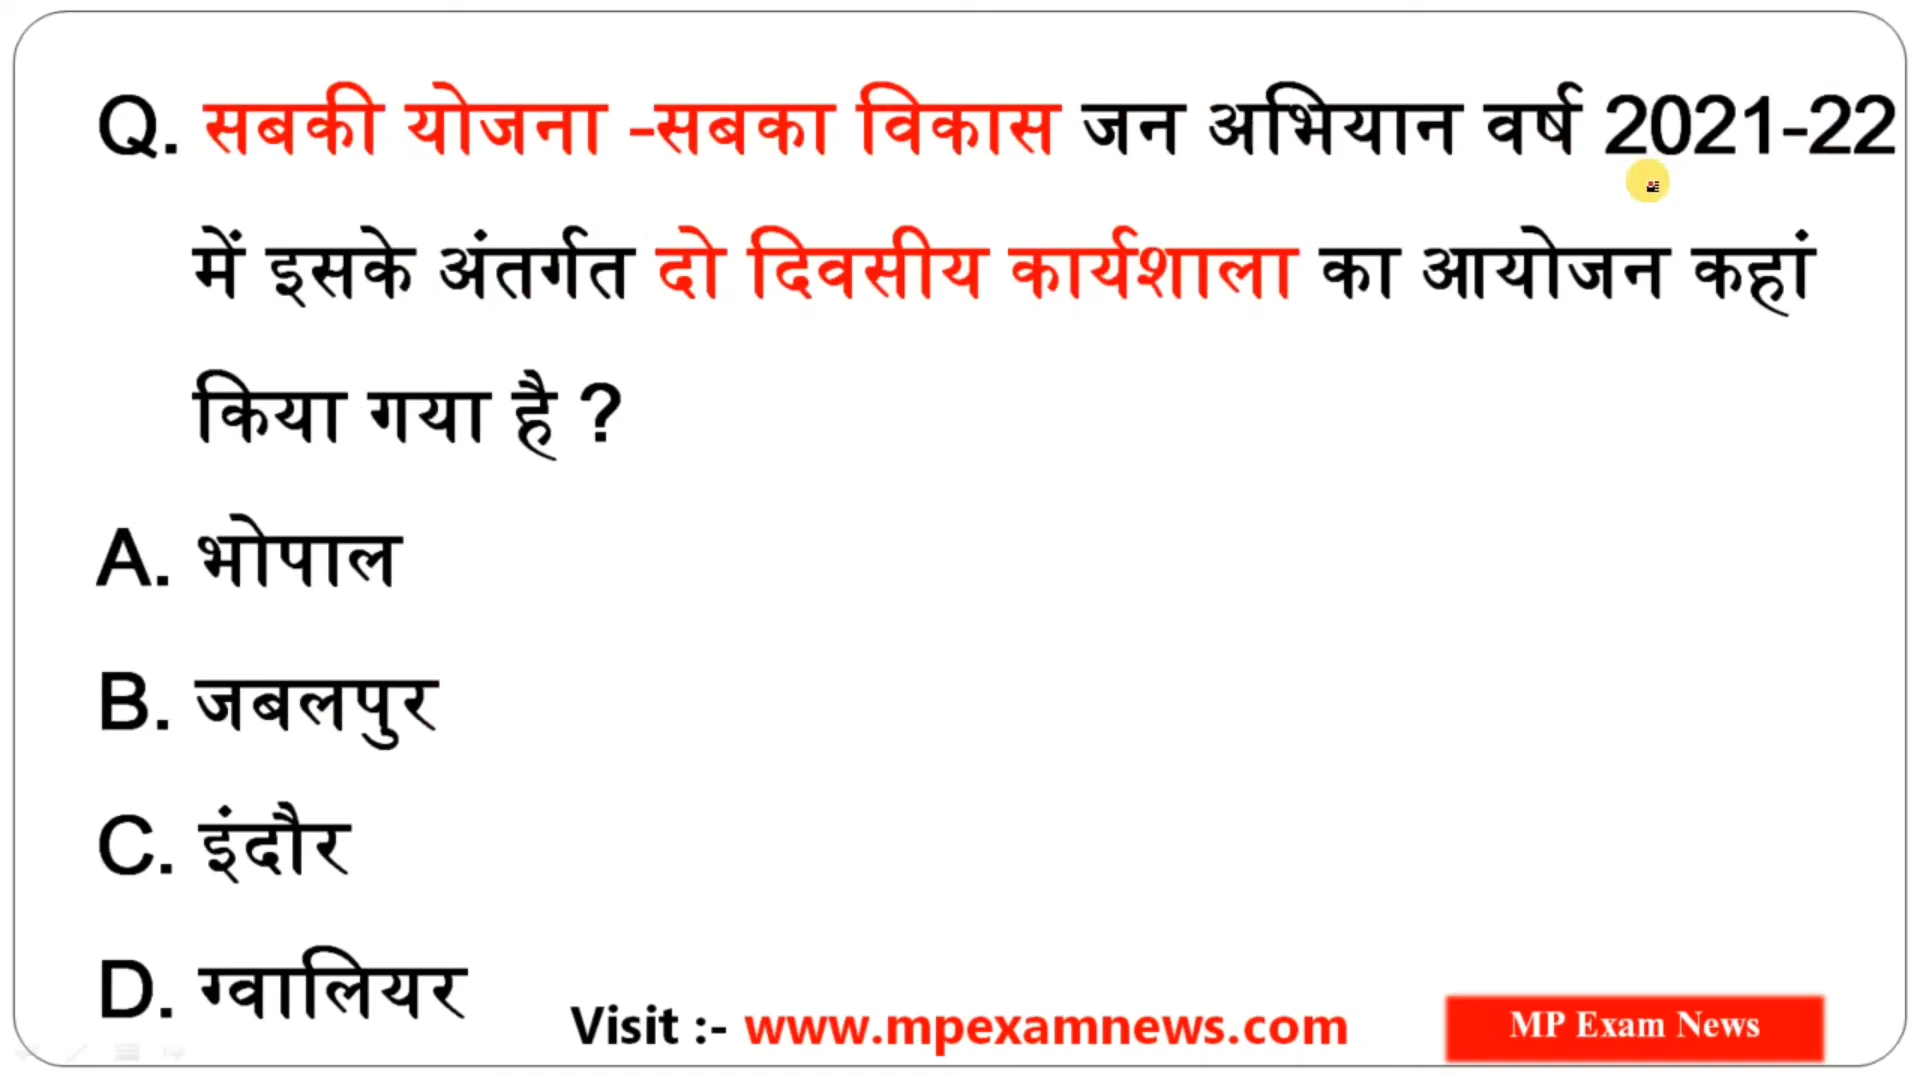 Q. सबकी योजना -सबका विकास जन अभियान वर्ष 2021-22
में इसके अंतर्गत दो दिवसीय कार्यशाला का आयोजन कहां
किया गया है ?
A. भोपाल
B. जबलपुर
C. इंदौर
D. ग्वालियर
Visit :- www.mpexamnews.com
MP Exam News